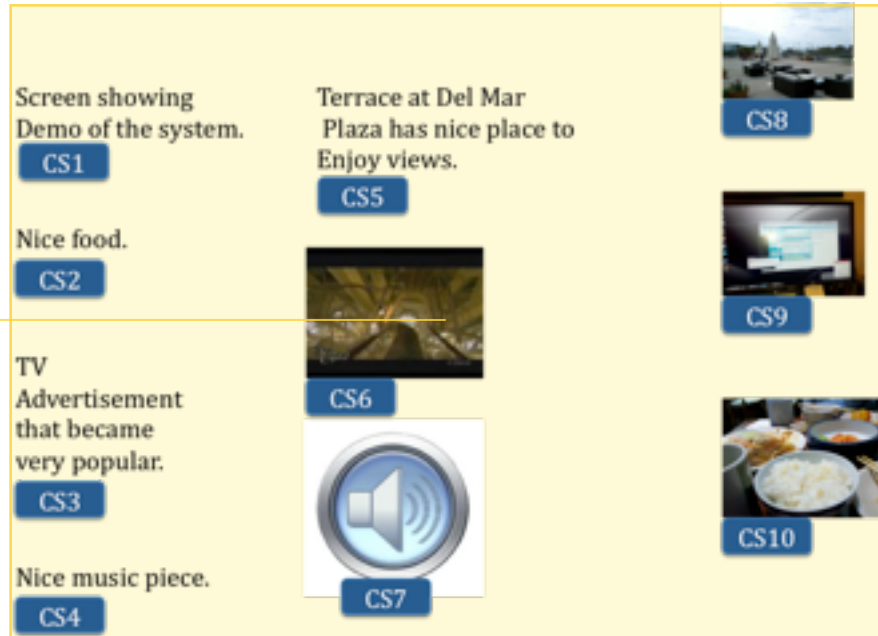 Screen showing
Demo of the system.
CS1
Nice food.
CS2
TV
Advertisement
that became
very popular.
CS3
Nice music piece.
CS4
Terrace at Del Mar
Plaza has nice place to
Enjoy views.
CS5
CS6
CS7
CS8
CS9
CS10